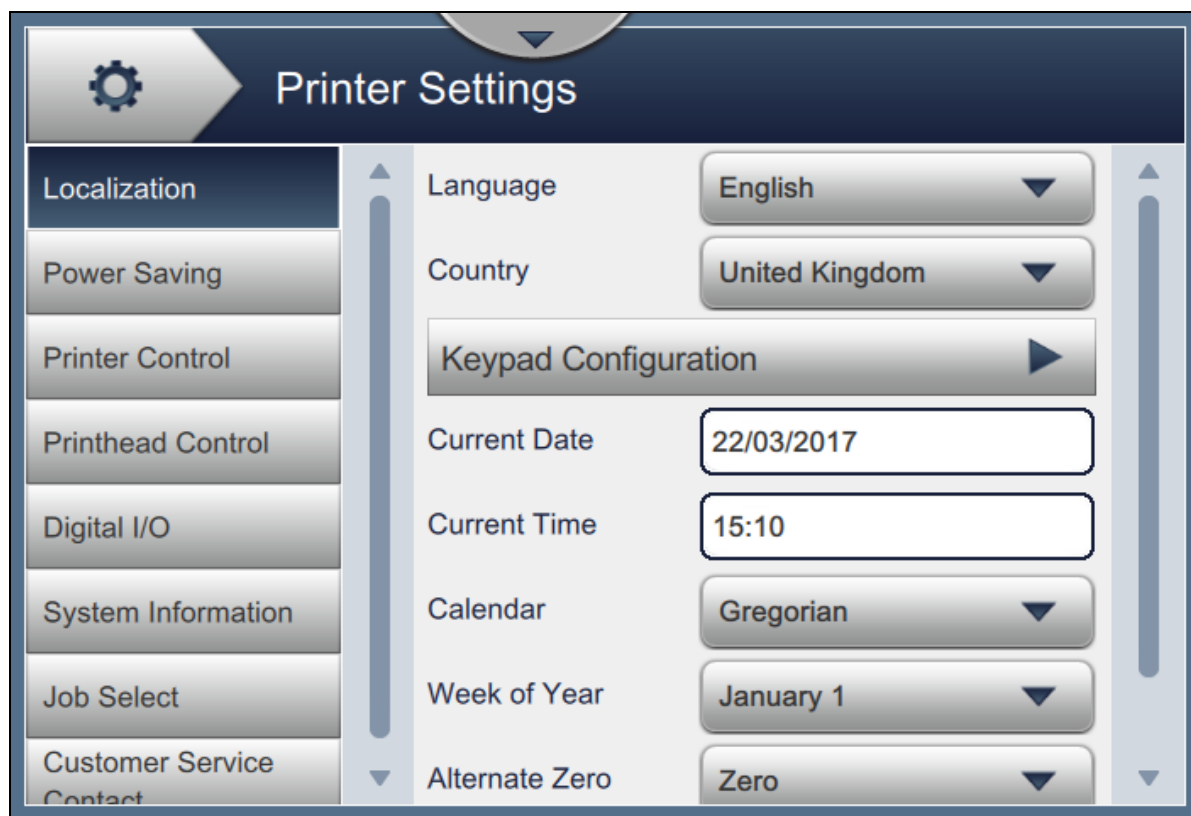 Printer Settings
Localization
Power Saving
Printer Control
Printhead Control
Digital I/O
System Information
Job Select
Customer Service
Contact
Language English
Country United Kingdom
Keypad Configuration
Current Date 22/03/2017
Current Time 15:10
Calendar Gregorian
Week of Year January 1
Alternate Zero Zero